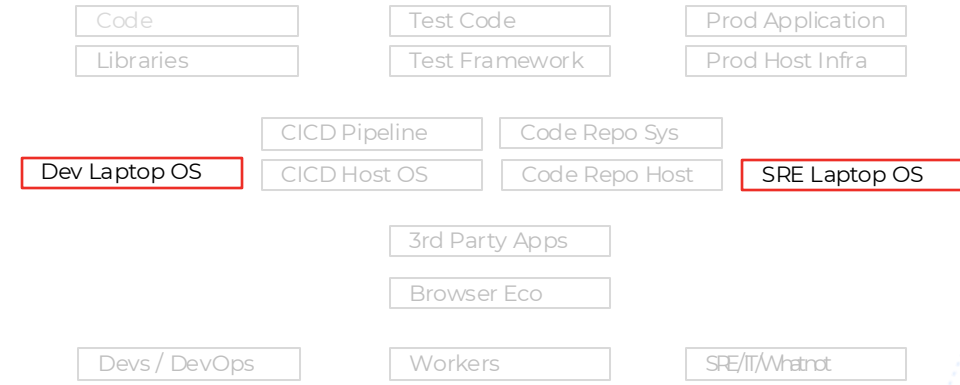 Code
Test Code
Prod Application
Libraries
Test Framework
Prod Host Infra
CICD Pipeline
Code Repo Sys
Dev Laptop OS
CICD Host OS
Code Repo Host
SRE Laptop OS
3rd Party Apps
Browser Eco
Devs / DevOps
Workers
SRE/IT/Whatnot